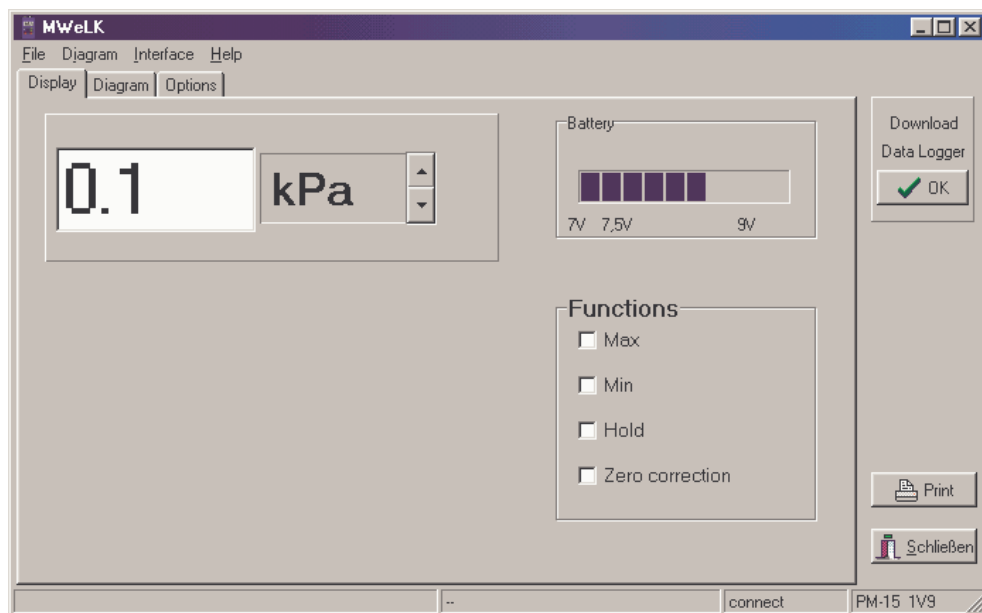 MWeLK
File Djagram Interface Help
Display Diagram Options
0.1 kPa
Battery
7V 7,5V 9V
Download
Data Logger
OK
Functions
Max
Min
Hold
Zero correction
Print
Schließen
-- connect PM-15 1V9